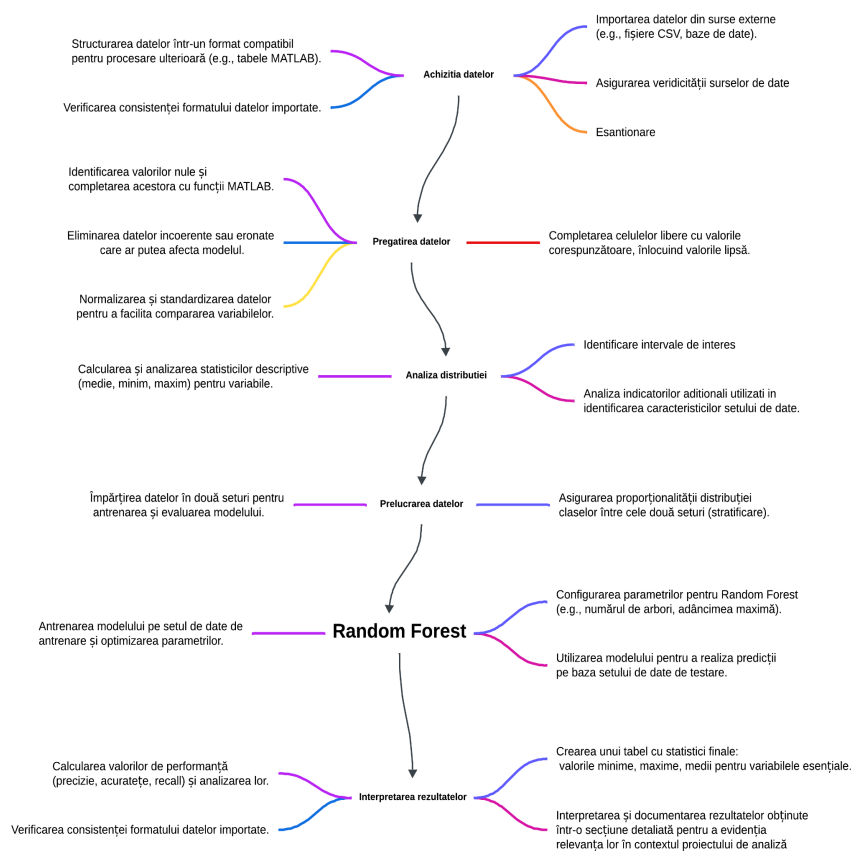 Importarea datelor din surse externe
(e.g., fișiere CSV, baze de date).
Structurarea datelor într-un format compatibil
pentru procesare ulterioară (e.g., tabele MATLAB).
Achizitia datelor
Asigurarea veridicității surselor de date
Verificarea consistenței formatului datelor importate.
Esantionare
Identificarea valorilor nule și
completarea acestora cu funcții MATLAB.
Eliminarea datelor incoerente sau eronate
care ar putea afecta modelul.
Pregatirea datelor
Completarea celulelor libere cu valorile
corespunzătoare, înlocuind valorile lipsă.
Normalizarea și standardizarea datelor
pentru a facilita compararea variabilelor.
Identificare intervale de interes
Calcularea și analizarea statisticilor descriptive
(medie, minim, maxim) pentru variabile.
Analiza distributiei
Analiza indicatorilor aditionali utilizati in
identificarea caracteristicilor setului de date.
Împărțirea datelor în două seturi pentru
antrenarea și evaluarea modelului.
Prelucrarea datelor
Asigurarea proporționalității distribuției
claselor între cele două seturi (stratificare).
Configurarea parametrilor pentru Random Forest
(e.g., numărul de arbori, adâncimea maximă).
Antrenarea modelului pe setul de date de
antrenare și optimizarea parametrilor.
Random Forest
Utilizarea modelului pentru a realiza predicții
pe baza setului de date de testare.
Crearea unui tabel cu statistici finale:
valorile minime, maxime, medii pentru variabilele esențiale.
Calcularea valorilor de performanță
(precizie, acuratețe, recall) și analizarea lor.
Interpretarea rezultatelor
Verificarea consistenței formatului datelor importate.
Interpretarea și documentarea rezultatelor obținute
într-o secțiune detaliată pentru a evidenția
relevanța lor în contextul proiectului de analiză